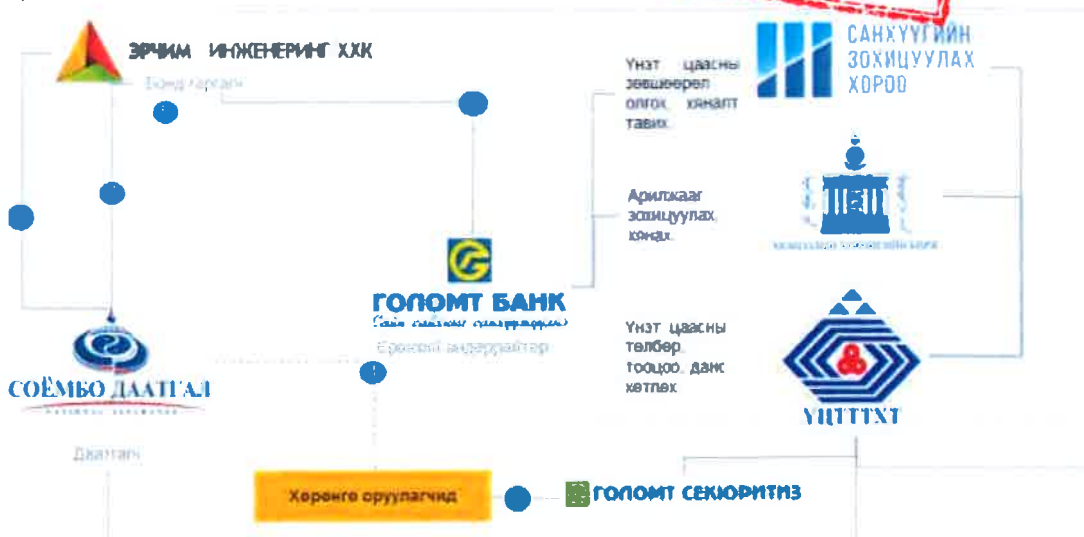 ЭРЧИМ ИНЖЕНЕРИНГ ХХК
Бонд гаргагч
Үнэт цаасны
зөвшөөрөл
олгох, хяналт
тавих
САНХҮҮГИЙН
ЗОХИЦУУЛАХ
ХОРОО
Арилжааг
зохицуулах,
хянах.
ГОЛОМТ БАНК
Ерөнхий андеррайтер
Үнэт цаасны
төлбөр
тооцоо, данс
хөтлөх
СОЁМБО ДААТГАЛ
Даатгагч
ҮЦТТТХТ
Хөрөнгө оруулагчид
ГОЛОМТ СЕКЮРИТИЗ